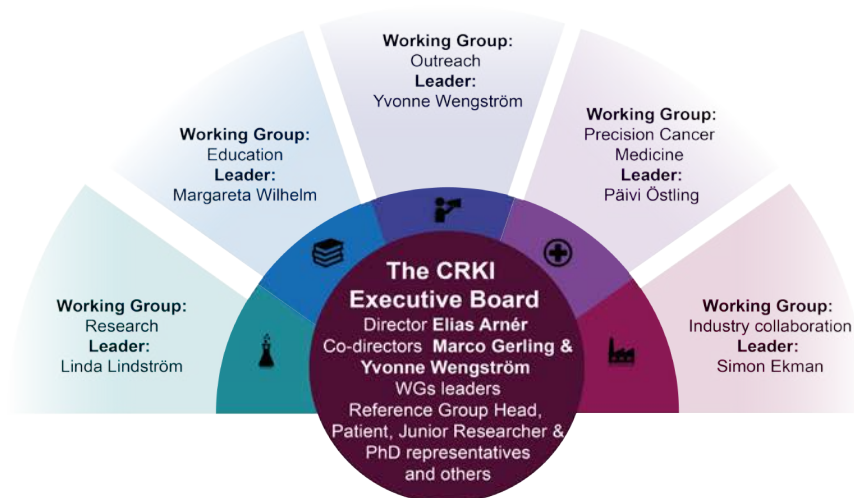 Working Group:
Research
Leader:
Linda Lindström
Working Group:
Education
Leader:
Margareta Wilhelm
Working Group:
Outreach
Leader:
Yvonne Wengström
Working Group:
Precision Cancer
Medicine
Leader:
Päivi Östling
Working Group:
Industry collaboration
Leader:
Simon Ekman
The CRKI
Executive Board
Director Elias Arnér
Co-directors Marco Gerling &
Yvonne Wengström
WGs leaders
Reference Group Head,
Patient, Junior Researcher &
PhD representatives
and others